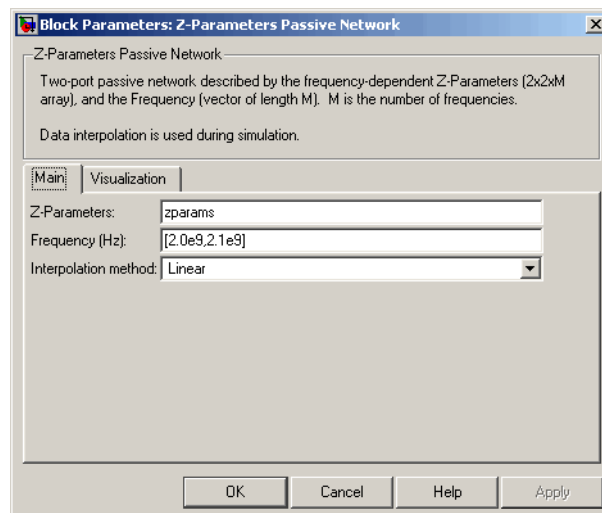 Block Parameters: Z-Parameters Passive Network
Z-Parameters Passive Network
Two-port passive network described by the frequency-dependent Z-Parameters (2x2xM
array), and the Frequency (vector of length M). M is the number of frequencies.
Data interpolation is used during simulation.
Main Visualization
Z-Parameters: zparams
Frequency (Hz): [2.0e9,2.1e9]
Interpolation method: Linear
OK Cancel Help Apply